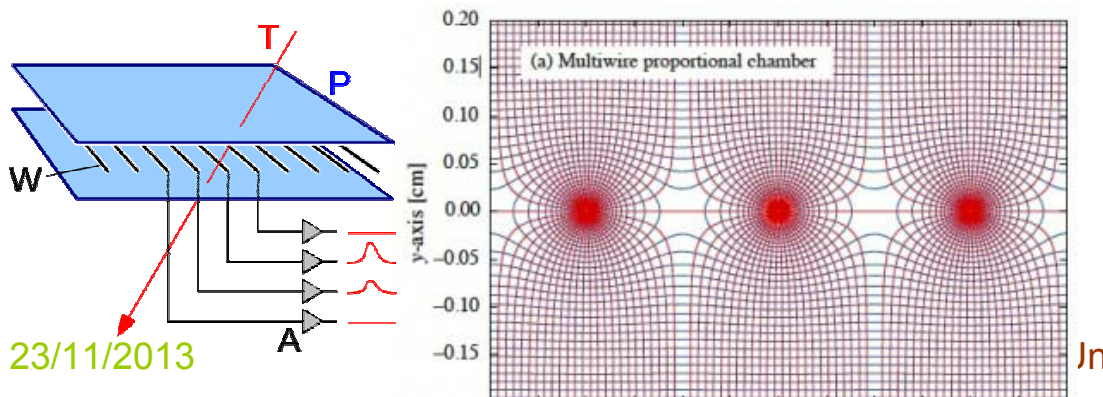 T
P
W
A
23/11/2013
(a) Multiwire proportional chamber
y-axis [cm]
0.20
0.15
0.10
0.05
0.00
−0.05
−0.10
−0.15